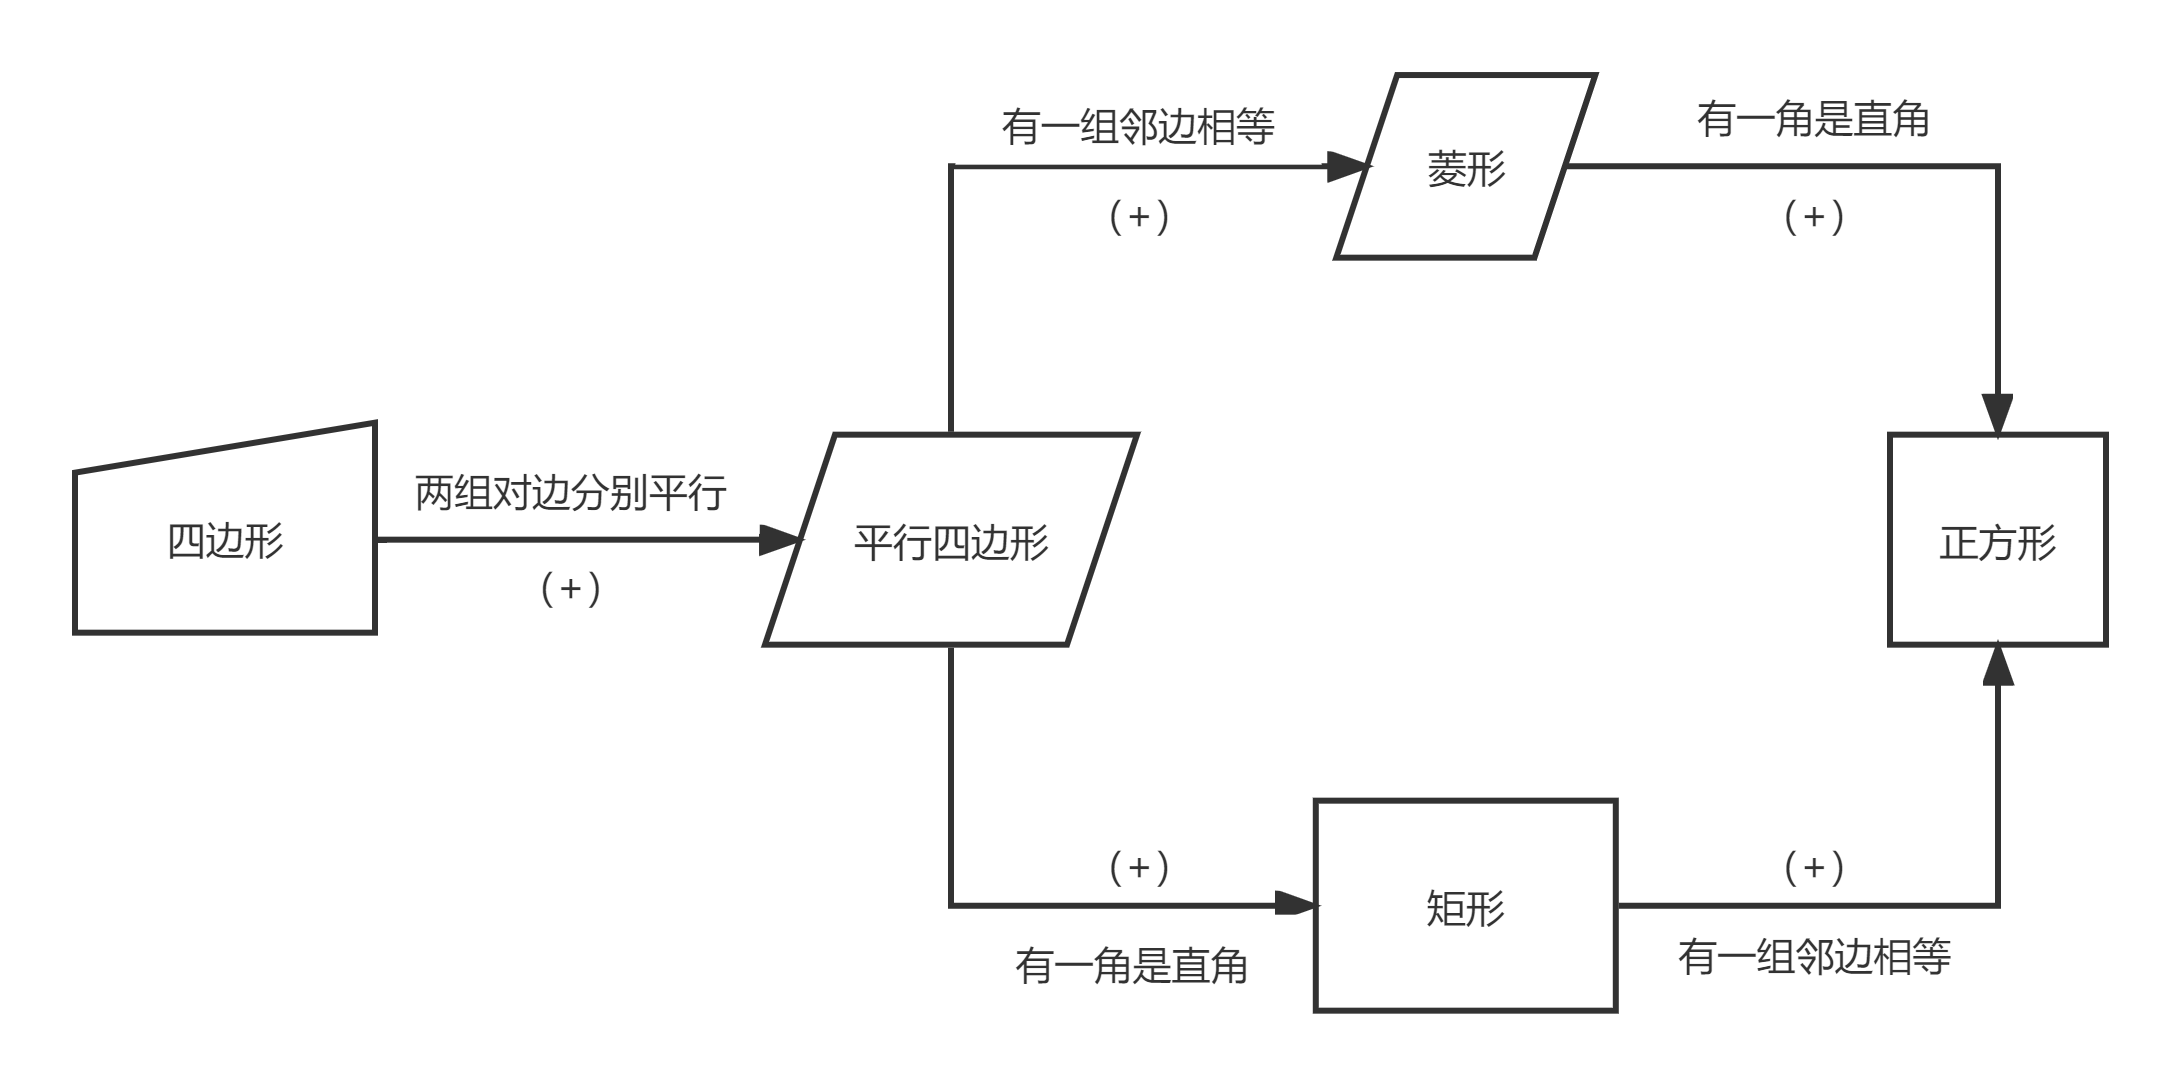 有一组邻边相等
(+)
菱形
有一角是直角
(+)
四边形
两组对边分别平行
(+)
平行四边形
正方形
(+)
有一角是直角
矩形
(+)
有一组邻边相等